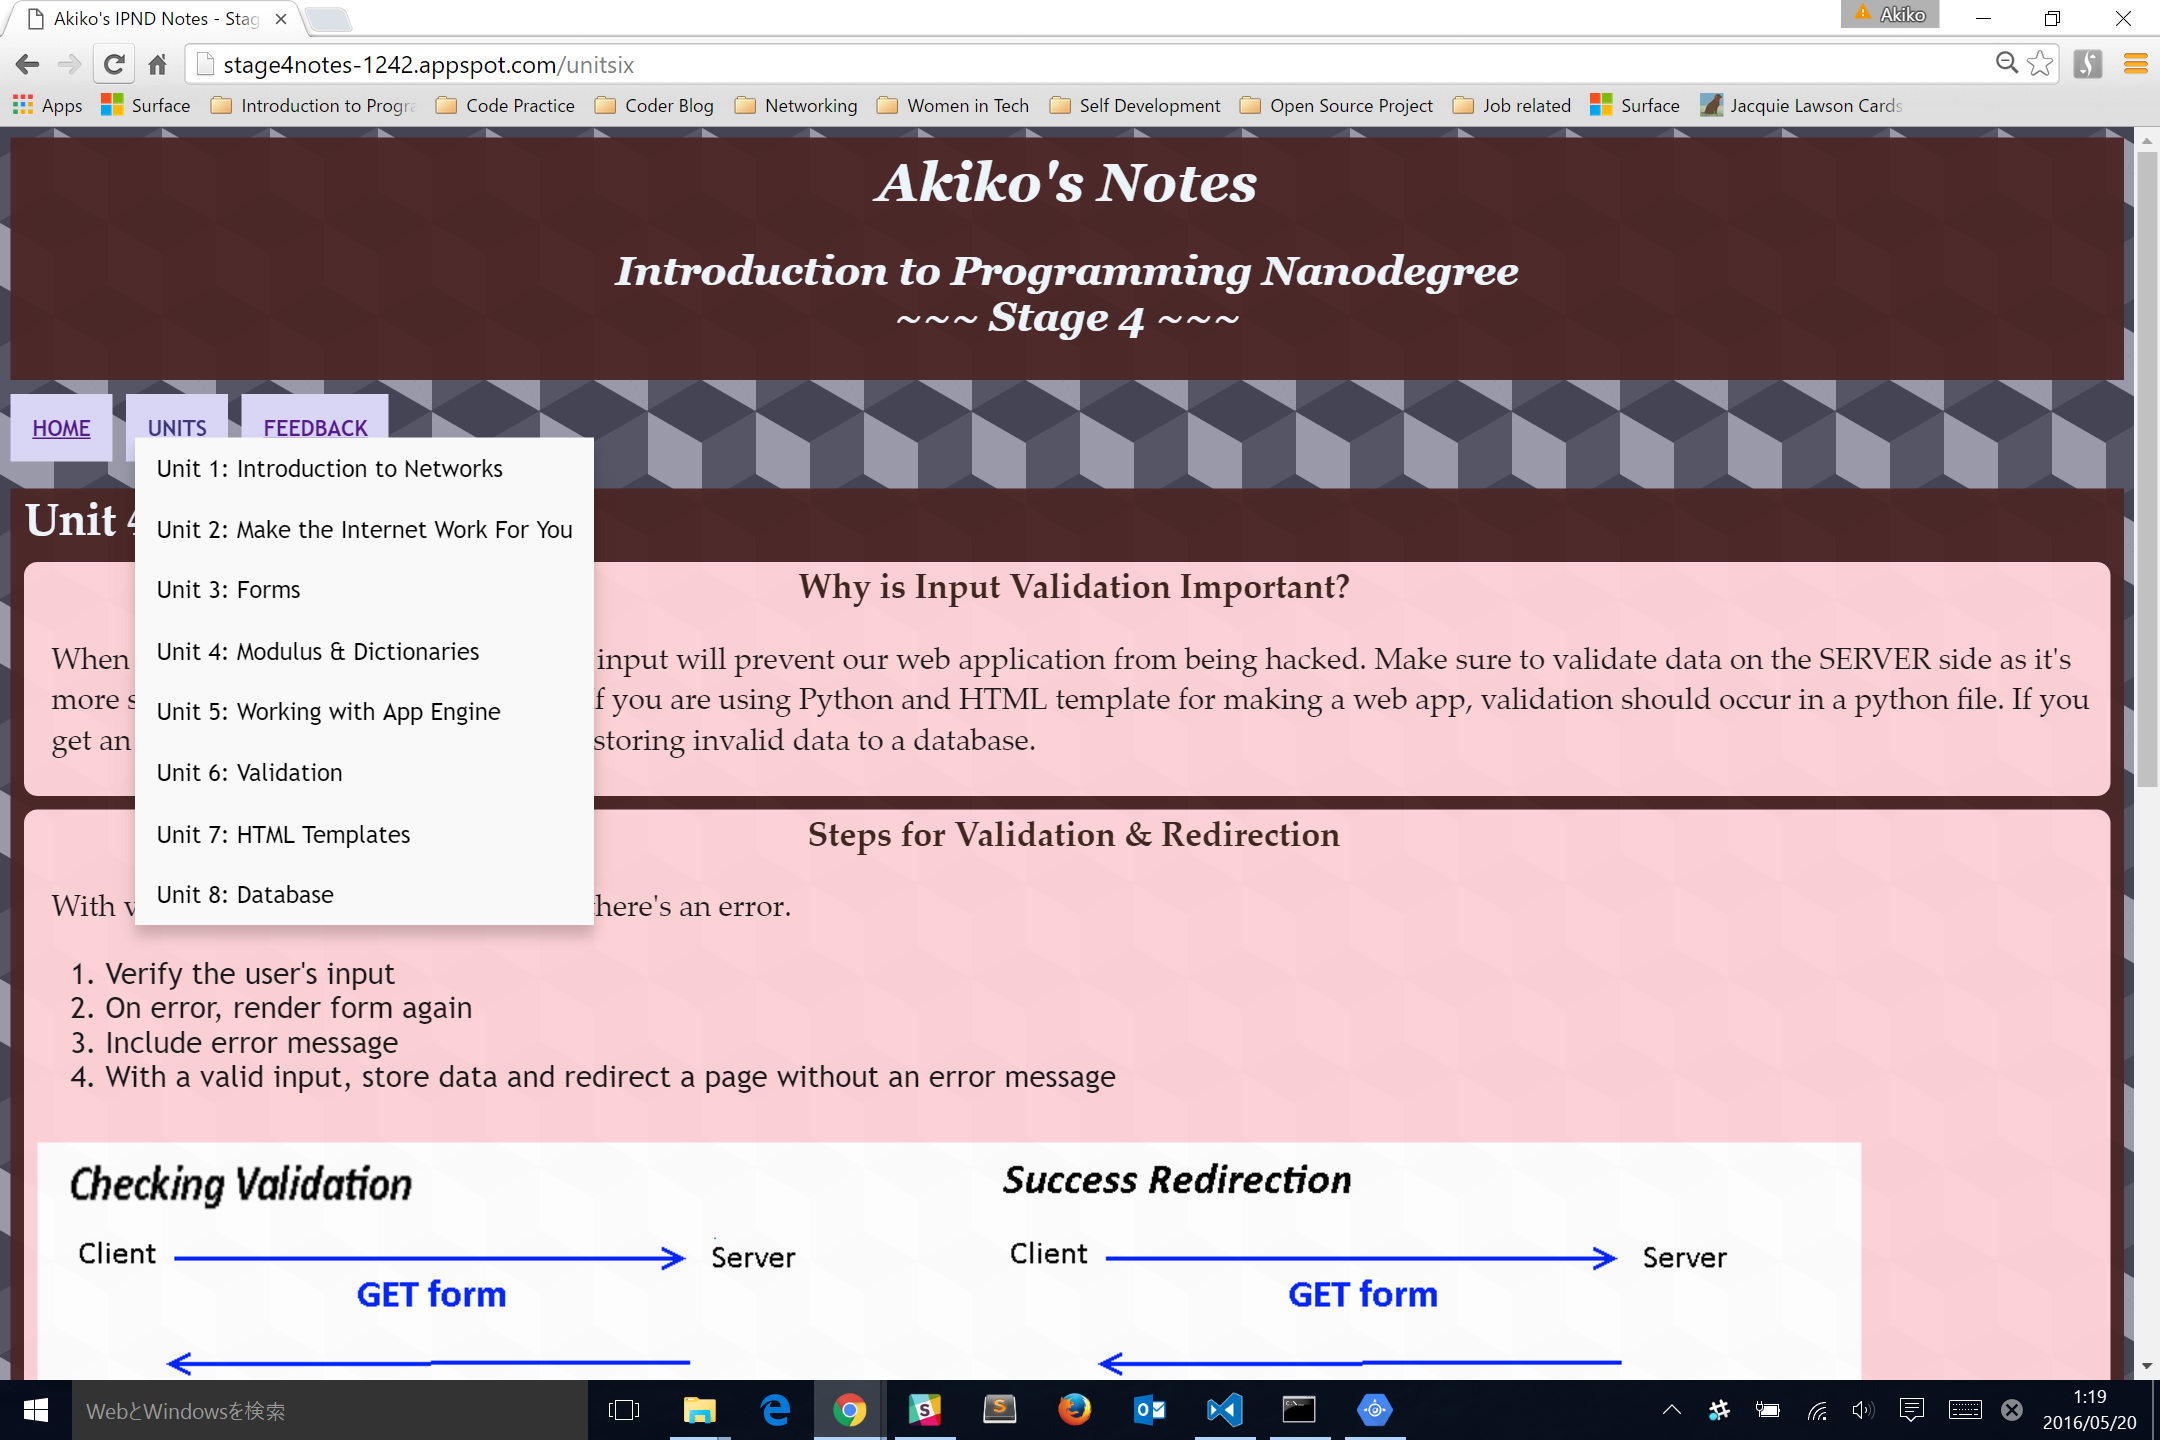 Akiko's IPND Notes - Stag
Akiko
stage4notes-1242.appspot.com/unitsix
Apps
Surface
Introduction to Progra
Code Practice
Coder Blog
Networking
Women in Tech
Self Development
Open Source Project
Job related
Surface
Jacquie Lawson Cards
Akiko's Notes
Introduction to Programming Nanodegree
~~~ Stage 4 ~~~
HOME
UNITS
FEEDBACK
Unit 1: Introduction to Networks
Unit 2: Make the Internet Work For You
Unit 3: Forms
Unit 4: Modulus & Dictionaries
Unit 5: Working with App Engine
Unit 6: Validation
Unit 7: HTML Templates
Unit 8: Database
Unit 4
Why is Input Validation Important?
When input will prevent our web application from being hacked. Make sure to validate data on the SERVER side as it's
more if you are using Python and HTML template for making a web app, validation should occur in a python file. If you
get an storing invalid data to a database.
Steps for Validation & Redirection
With there's an error.
1. Verify the user's input
2. On error, render form again
3. Include error message
4. With a valid input, store data and redirect a page without an error message
Checking Validation
Client
Server
GET form
Success Redirection
Client
Server
GET form
WebとWindowsを検索
1:19
2016/05/20